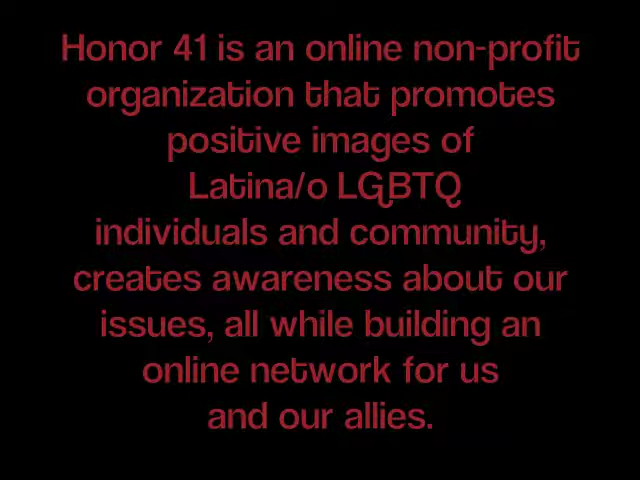 Honor 41 is an online non-profit
organization that promotes
positive images of
Latina/o LGBTQ
individuals and community,
creates awareness about our
issues, all while building an
online network for us
and our allies.